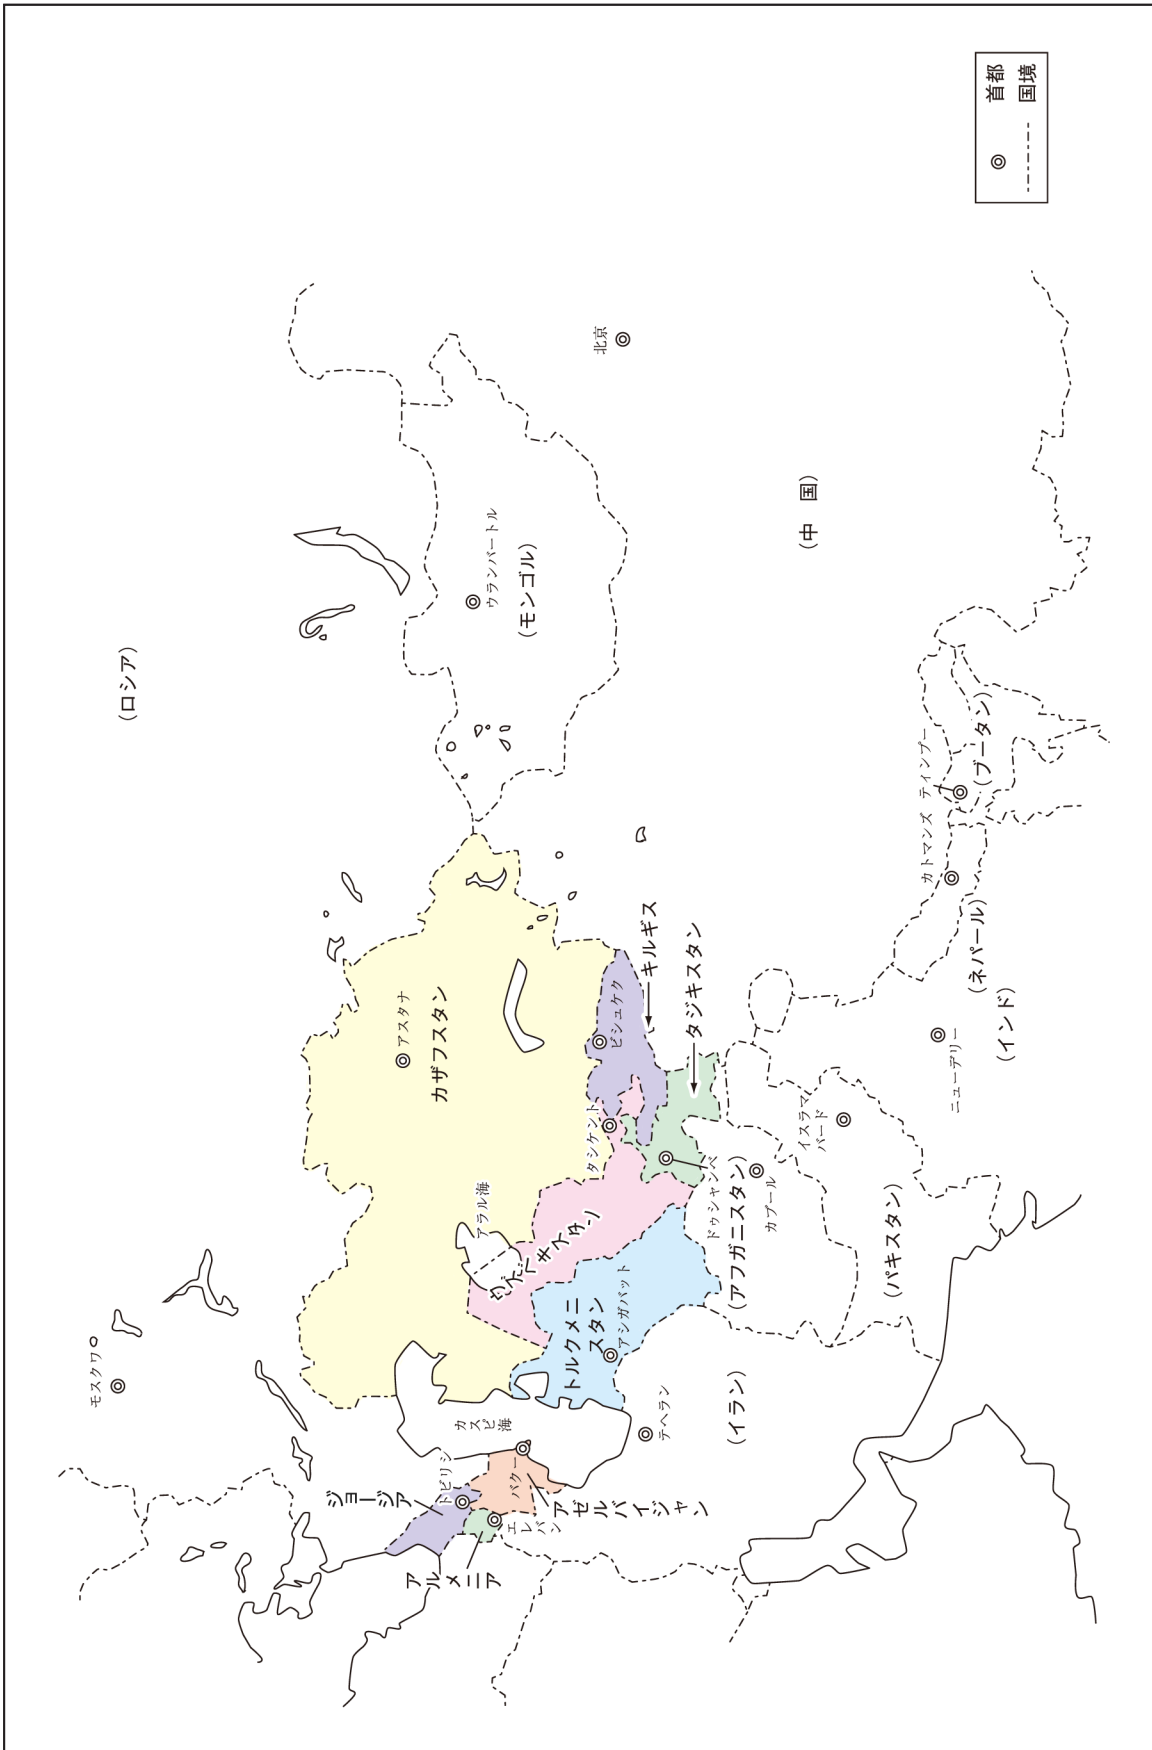 首都
国境
(ロシア)
モスクワ
ウランバートル
(モンゴル)
北京
(中 国)
アスタナ
カザフスタン
アラル海
ウズベキスタン
タシケント
ビシュケク
キルギス
タジキスタン
ドゥシャンベ
トルクメニ
スタン
アシガバット
カス
ピ海
ジョージア
トビリシ
バクー
アゼルバイジャン
エレバン
アルメニア
テヘラン
(イラン)
(アフガニスタン)
カブール
イスラマ
バード
(パキスタン)
ニューデリー
(インド)
(ネパール)
カトマンズ
ティンプー
(ブータン)